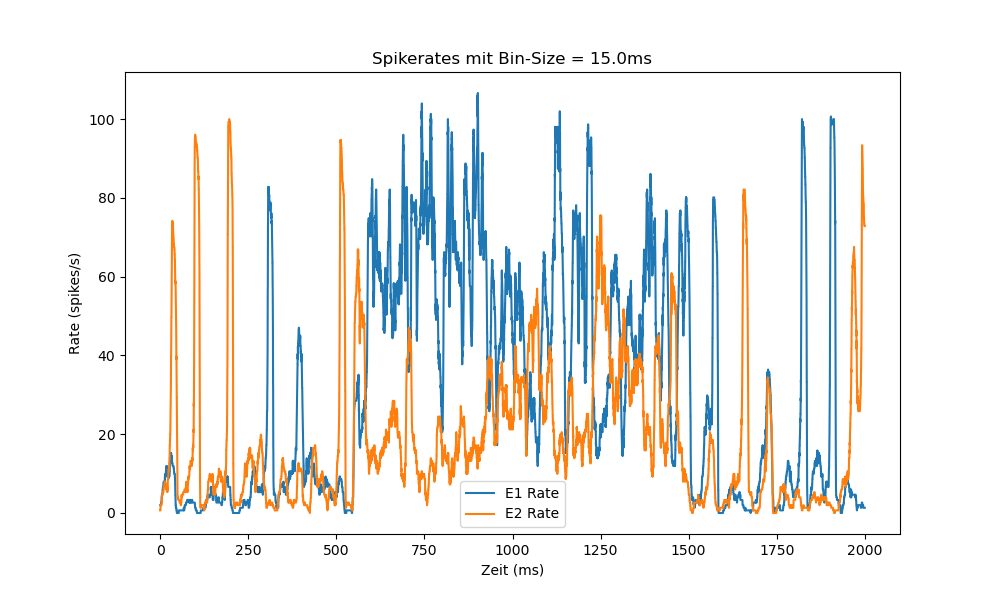 Spikerates mit Bin-Size = 15.0ms
Rate (spikes/s)
100
80
60
40
20
0
E1 Rate
E2 Rate
0 250 500 750 1000 1250 1500 1750 2000
Zeit (ms)